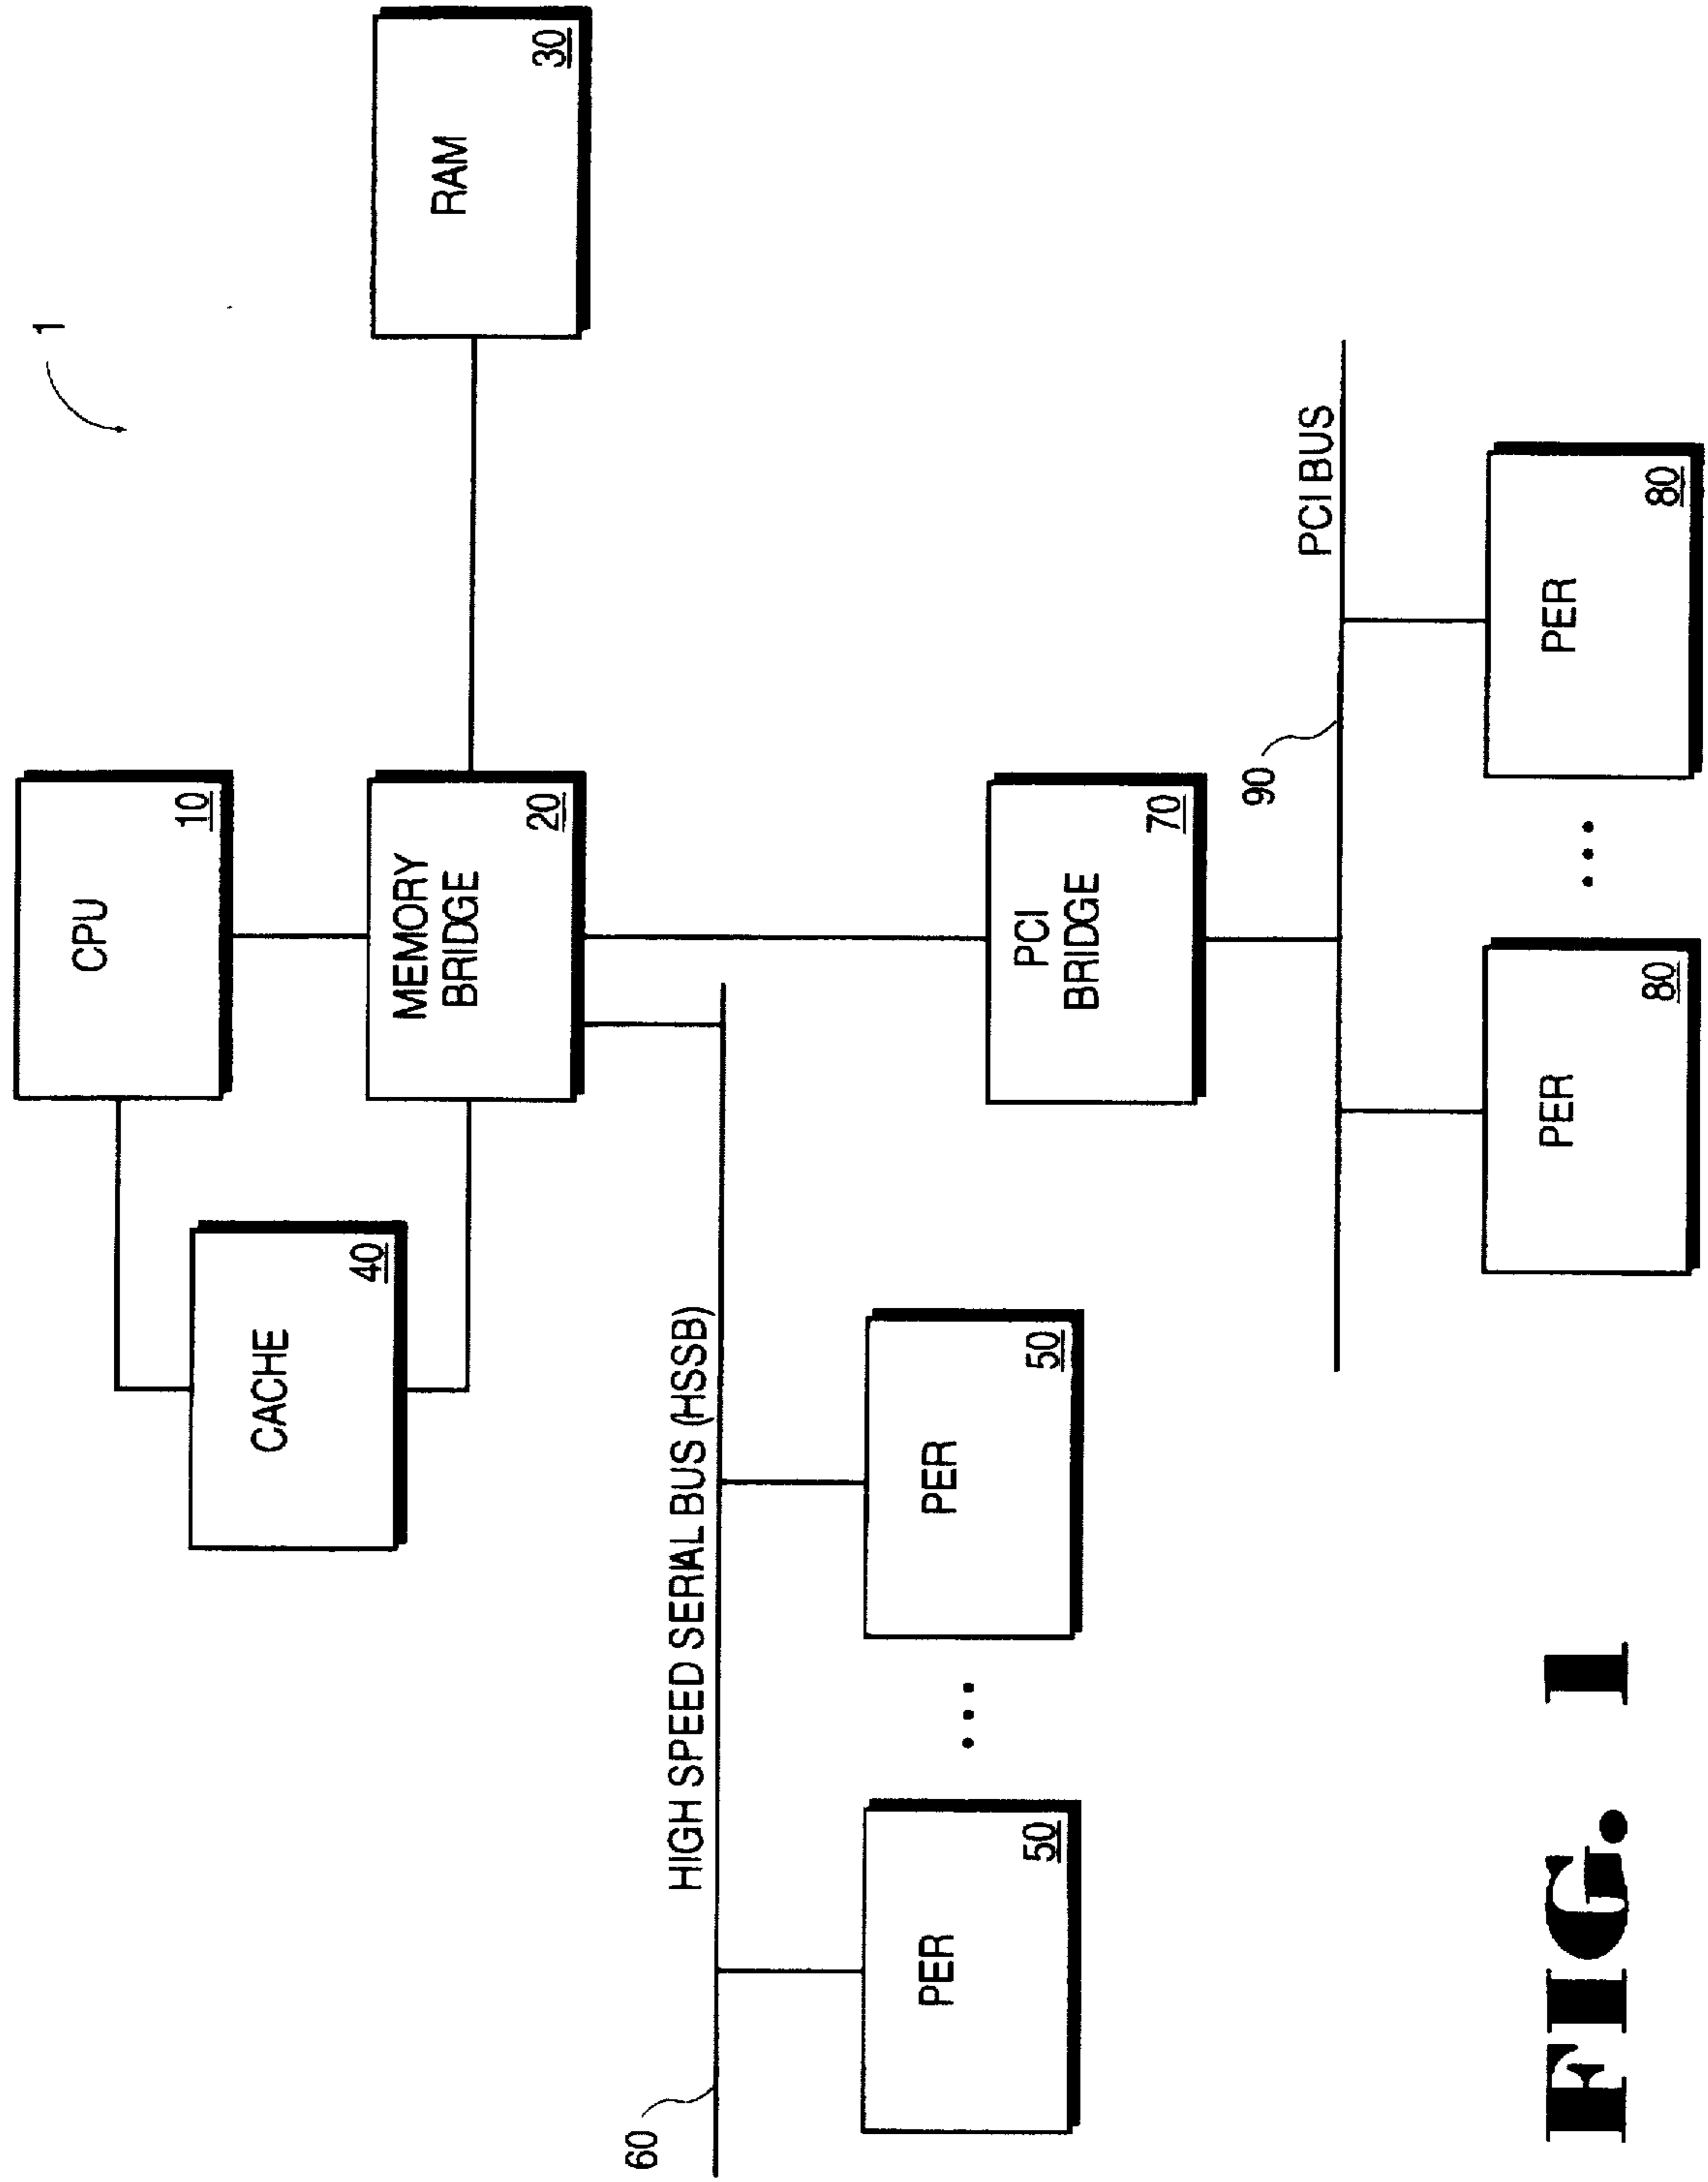 1
CPU
10
CACHE
40
MEMORY
BRIDGE
20
RAM
30
HIGH SPEED SERIAL BUS (HSSB)
60
PER
50
...
PER
50
PCI
BRIDGE
70
PCI BUS
90
PER
80
...
PER
80
FIG. 1